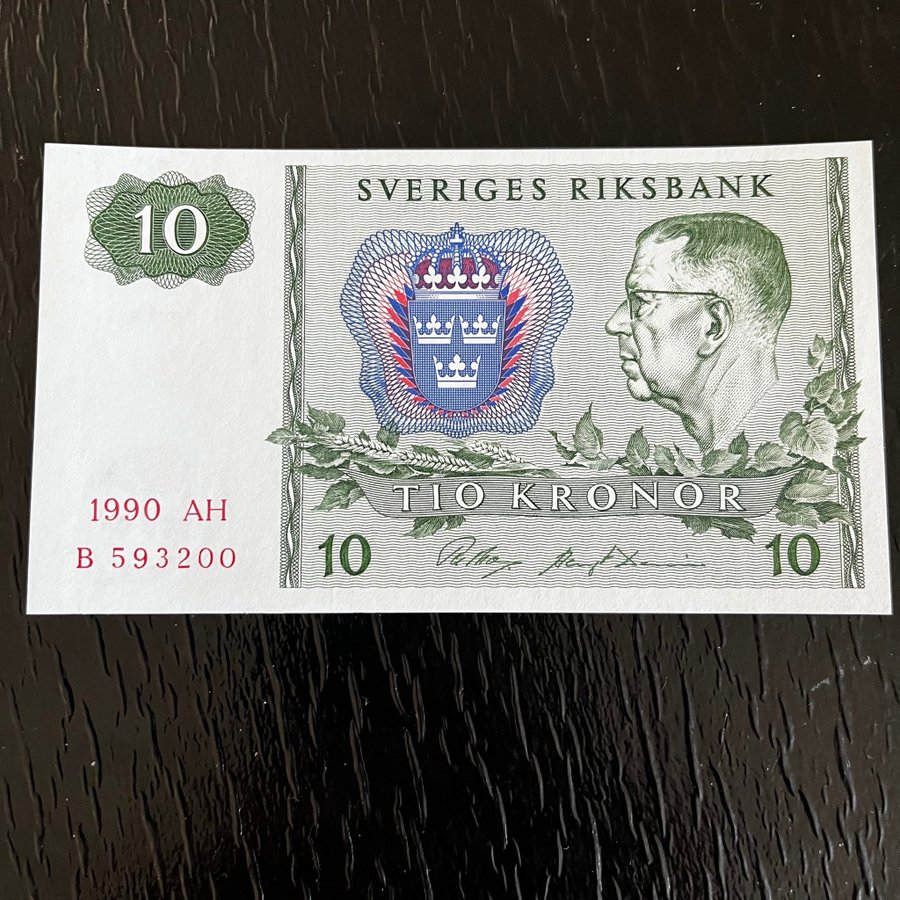 10
SVERIGES RIKSBANK
TIO KRONOR
1990 AH
B 593200
10
10